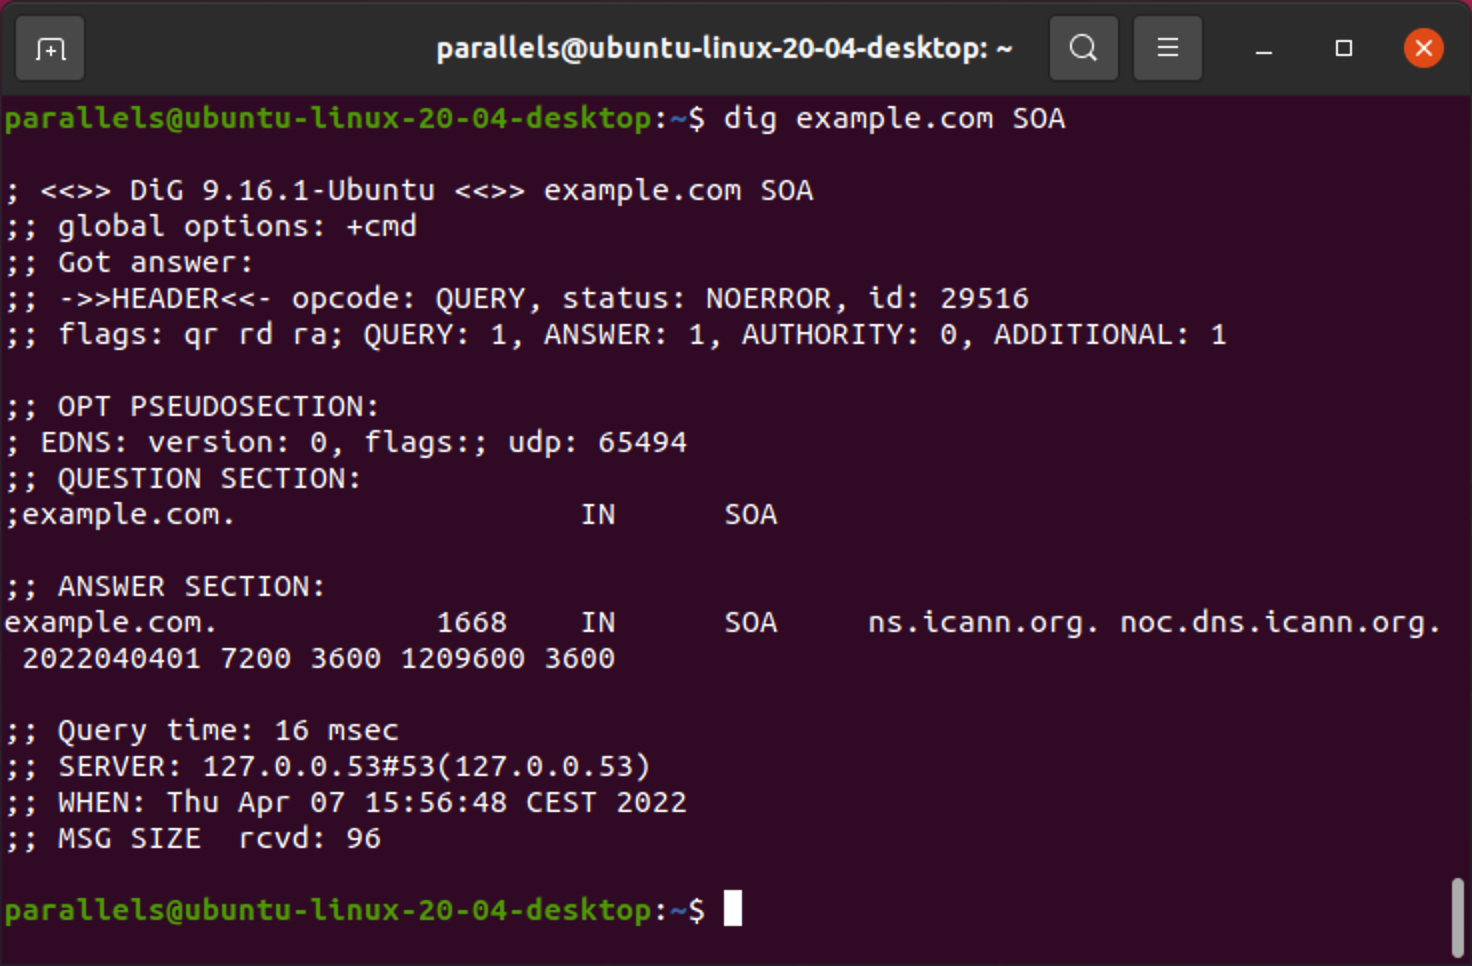 parallels@ubuntu-linux-20-04-desktop: ~
parallels@ubuntu-linux-20-04-desktop:~$ dig example.com SOA
; <<>> DiG 9.16.1-Ubuntu <<>> example.com SOA
;; global options: +cmd
;; Got answer:
;; ->>HEADER<<- opcode: QUERY, status: NOERROR, id: 29516
;; flags: qr rd ra; QUERY: 1, ANSWER: 1, AUTHORITY: 0, ADDITIONAL: 1
;; OPT PSEUDOSECTION:
; EDNS: version: 0, flags:; udp: 65494
;; QUESTION SECTION:
;example.com. IN SOA
;; ANSWER SECTION:
example.com. 1668 IN SOA ns.icann.org. noc.dns.icann.org.
2022040401 7200 3600 1209600 3600
;; Query time: 16 msec
;; SERVER: 127.0.0.53#53(127.0.0.53)
;; WHEN: Thu Apr 07 15:56:48 CEST 2022
;; MSG SIZE  rcvd: 96
parallels@ubuntu-linux-20-04-desktop:~$